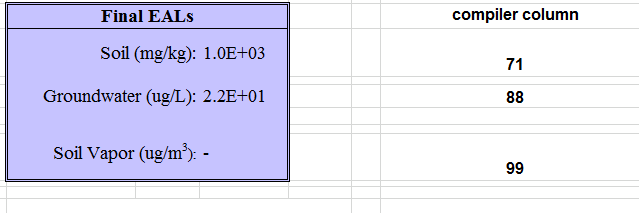 Final EALs compiler column
Soil (mg/kg): 1.0E+03
71
Groundwater (ug/L): 2.2E+01 88
Soil Vapor (ug/m³): -
99